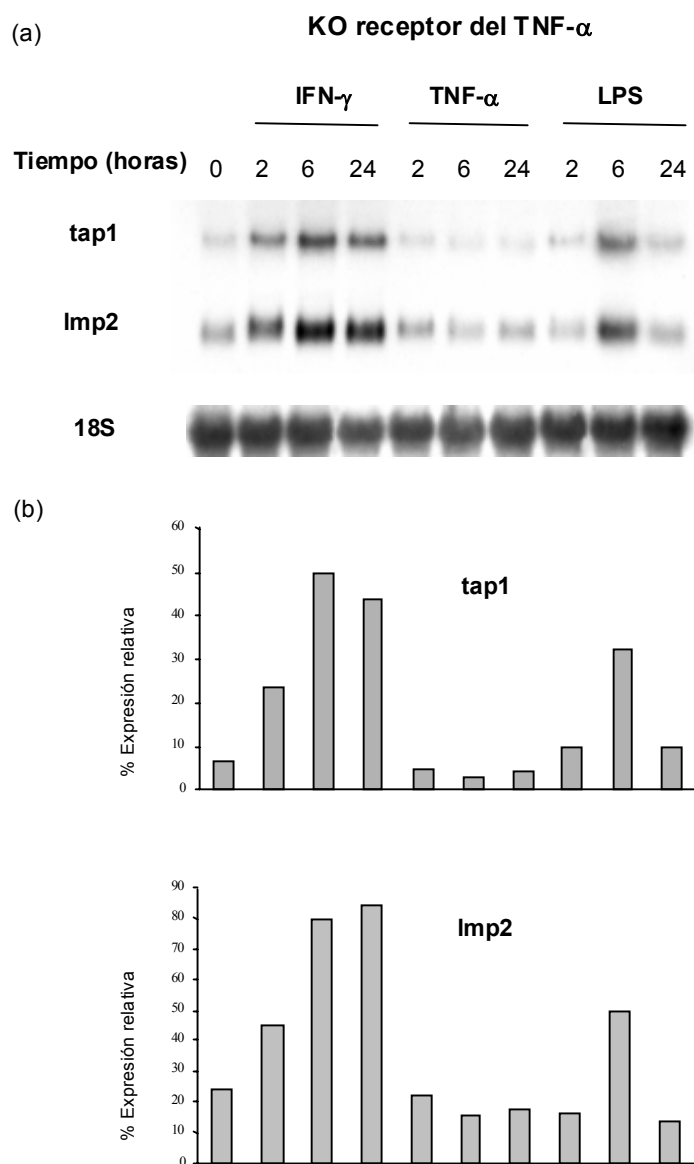 (a)
KO receptor del TNF-α
IFN-γ TNF-α LPS
Tiempo (horas) 0 2 6 24 2 6 24 2 6 24
tap1
lmp2
18S
(b)
60
50
40
30
20
10
0
% Expresión relativa
tap1
90
80
70
60
50
40
30
20
10
0
% Expresión relativa
lmp2